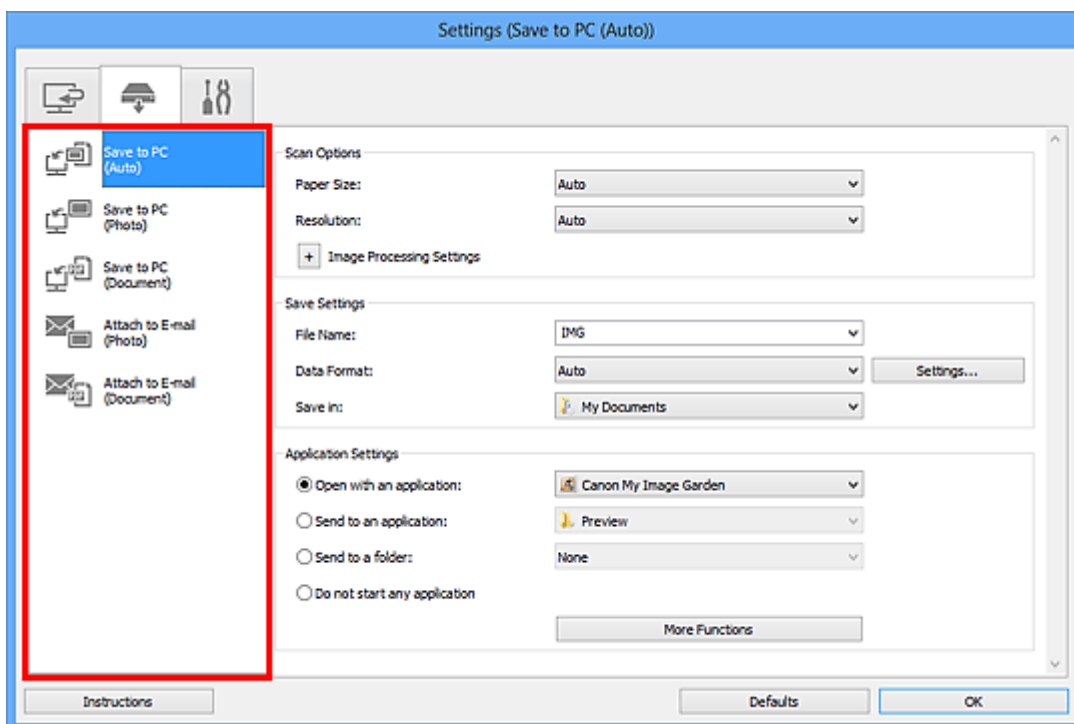 Settings (Save to PC (Auto))
Save to PC
(Auto)
Save to PC
(Photo)
Save to PC
(Document)
Attach to E-mail
(Photo)
Attach to E-mail
(Document)
Scan Options
Paper Size: Auto
Resolution: Auto
+ Image Processing Settings
Save Settings
File Name: IMG
Data Format: Auto Settings...
Save in: My Documents
Application Settings
Open with an application: Canon My Image Garden
Send to an application: Preview
Send to a folder: None
Do not start any application
More Functions
Instructions Defaults OK